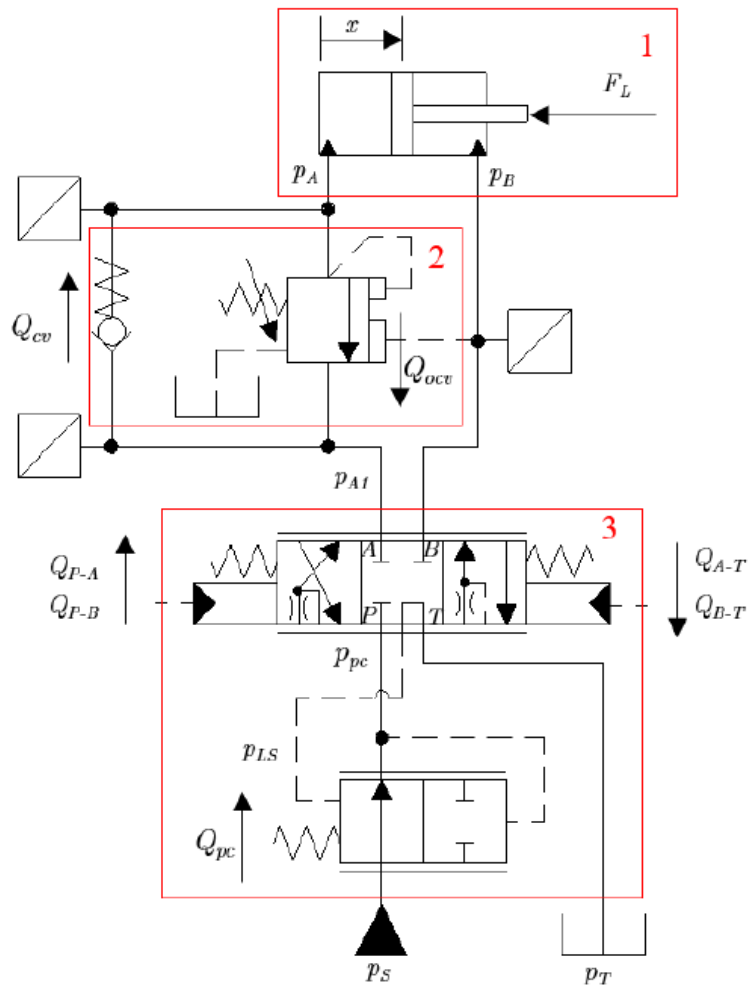 x
1
F_L
p_A
p_B
2
Q_cv
Q_ocv
p_A1
3
Q_P-A
Q_P-B
A B
P T
Q_A-T
Q_B-T
p_pc
p_LS
Q_pc
p_S
p_T